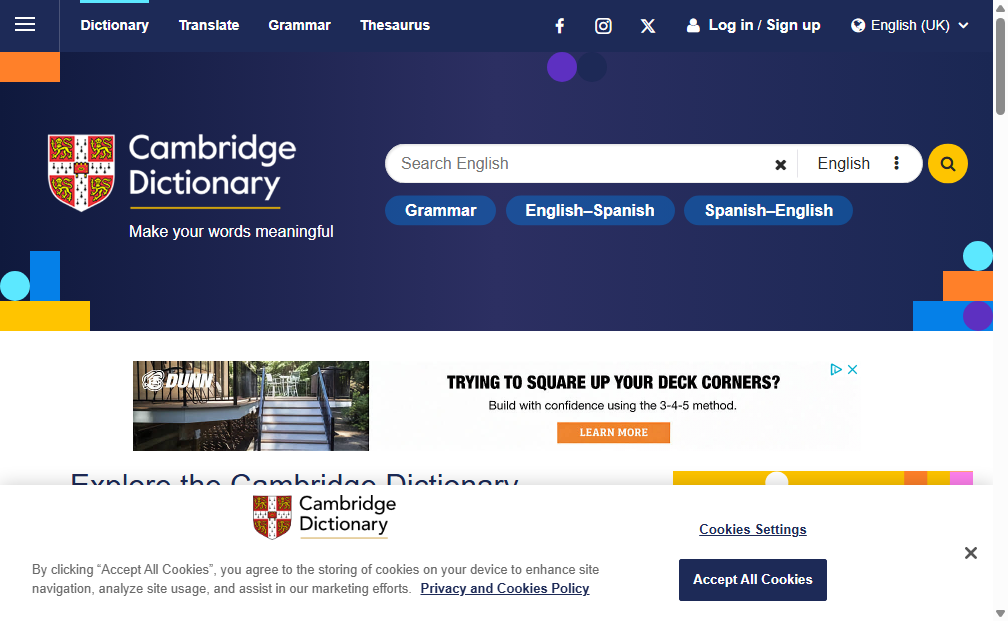 Dictionary Translate Grammar Thesaurus Log in / Sign up English (UK)
Cambridge
Dictionary
Make your words meaningful
Search English English
Grammar English–Spanish Spanish–English
DUNN
TRYING TO SQUARE UP YOUR DECK CORNERS?
Build with confidence using the 3-4-5 method.
LEARN MORE
Explore the Cambridge Dictionary
Cambridge
Dictionary
By clicking “Accept All Cookies”, you agree to the storing of cookies on your device to enhance site
navigation, analyze site usage, and assist in our marketing efforts. Privacy and Cookies Policy
Cookies Settings
Accept All Cookies